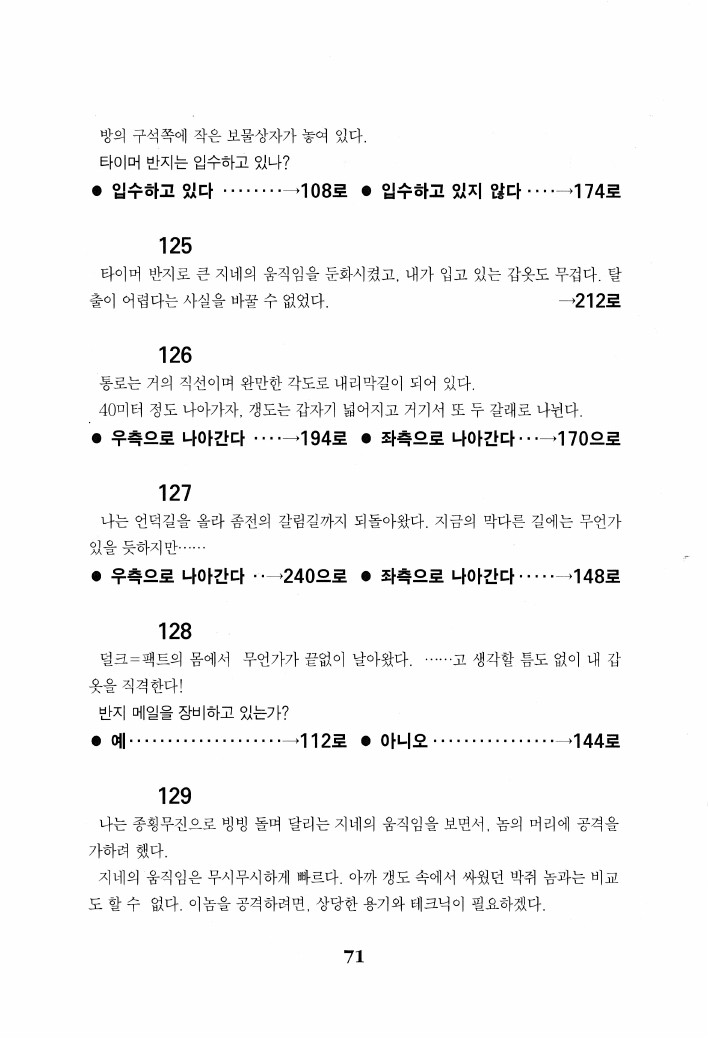 방의 구석쪽에 작은 보물상자가 놓여 있다.
타이머 반지는 입수하고 있나?
● 입수하고 있다 ·········→108로 ● 입수하고 있지 않다 ····→174로
125
타이머 반지로 큰 지네의 움직임을 둔화시켰고, 내가 입고 있는 갑옷도 무겁다. 탈
출이 어렵다는 사실을 바꿀 수 없었다. →212로
126
통로는 거의 직선이며 완만한 각도로 내리막길이 되어 있다.
40미터 정도 나아가자, 갱도는 갑자기 넓어지고 거기서 또 두 갈래로 나뉜다.
● 우측으로 나아간다 ····→194로 ● 좌측으로 나아간다···→170으로
127
나는 언덕길을 올라 좀전의 갈림길까지 되돌아왔다. 지금의 막다른 길에는 무언가
있을 듯하지만……
● 우측으로 나아간다 ··→240으로 ● 좌측으로 나아간다·····→148로
128
덜크=팩트의 몸에서 무언가가 끝없이 날아왔다. ……고 생각할 틈도 없이 내 갑
옷을 직격한다!
반지 메일을 장비하고 있는가?
● 예····················→112로 ● 아니오················→144로
129
나는 종횡무진으로 빙빙 돌며 달리는 지네의 움직임을 보면서, 놈의 머리에 공격을
가하려 했다.
지네의 움직임은 무시무시하게 빠르다. 아까 갱도 속에서 싸웠던 박쥐 놈과는 비교
도 할 수 없다. 이놈을 공격하려면, 상당한 용기와 테크닉이 필요하겠다.
71